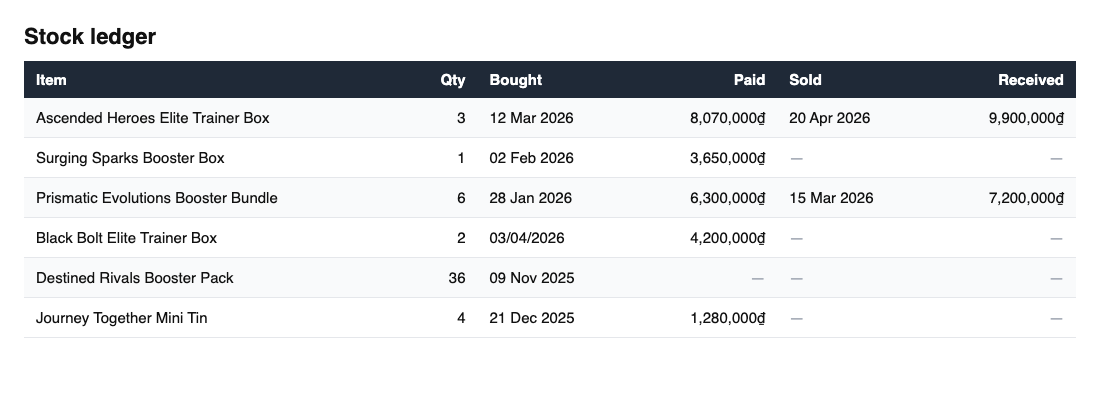 Stock ledger
Item Qty Bought Paid Sold Received
Ascended Heroes Elite Trainer Box 3 12 Mar 2026 8,070,000₫ 20 Apr 2026 9,900,000₫
Surging Sparks Booster Box 1 02 Feb 2026 3,650,000₫ — —
Prismatic Evolutions Booster Bundle 6 28 Jan 2026 6,300,000₫ 15 Mar 2026 7,200,000₫
Black Bolt Elite Trainer Box 2 03/04/2026 4,200,000₫ — —
Destined Rivals Booster Pack 36 09 Nov 2025 — — —
Journey Together Mini Tin 4 21 Dec 2025 1,280,000₫ — —